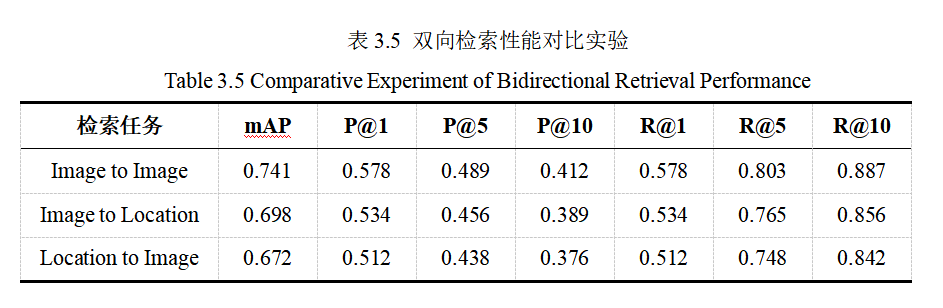 表 3.5 双向检索性能对比实验
Table 3.5 Comparative Experiment of Bidirectional Retrieval Performance
检索任务 mAP P@1 P@5 P@10 R@1 R@5 R@10
Image to Image 0.741 0.578 0.489 0.412 0.578 0.803 0.887
Image to Location 0.698 0.534 0.456 0.389 0.534 0.765 0.856
Location to Image 0.672 0.512 0.438 0.376 0.512 0.748 0.842